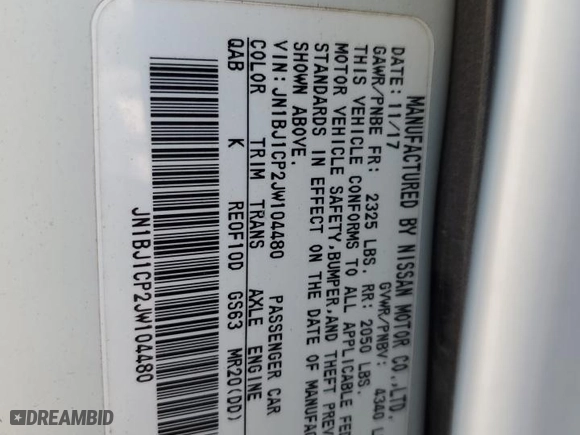 MANUFACTURED BY NISSAN MOTOR CO.,LTD.
DATE: 11/17 GVWR/PNBV: 4340 L
GAWR/PNBE FR: 2325 LBS. RR: 2050 LBS.
THIS VEHICLE CONFORMS TO ALL APPLICABLE FE
MOTOR VEHICLE SAFETY,BUMPER,AND THEFT PREV
STANDARDS IN EFFECT ON THE DATE OF MANUFAC
SHOWN ABOVE.
VIN:JN1BJ1CP2JW104480 PASSENGER CAR
COLOR TRIM TRANS AXLE ENGINE
QAB K RE0F10D GS63 MR20(DD)
JN1BJ1CP2JW104480
DREAMBID